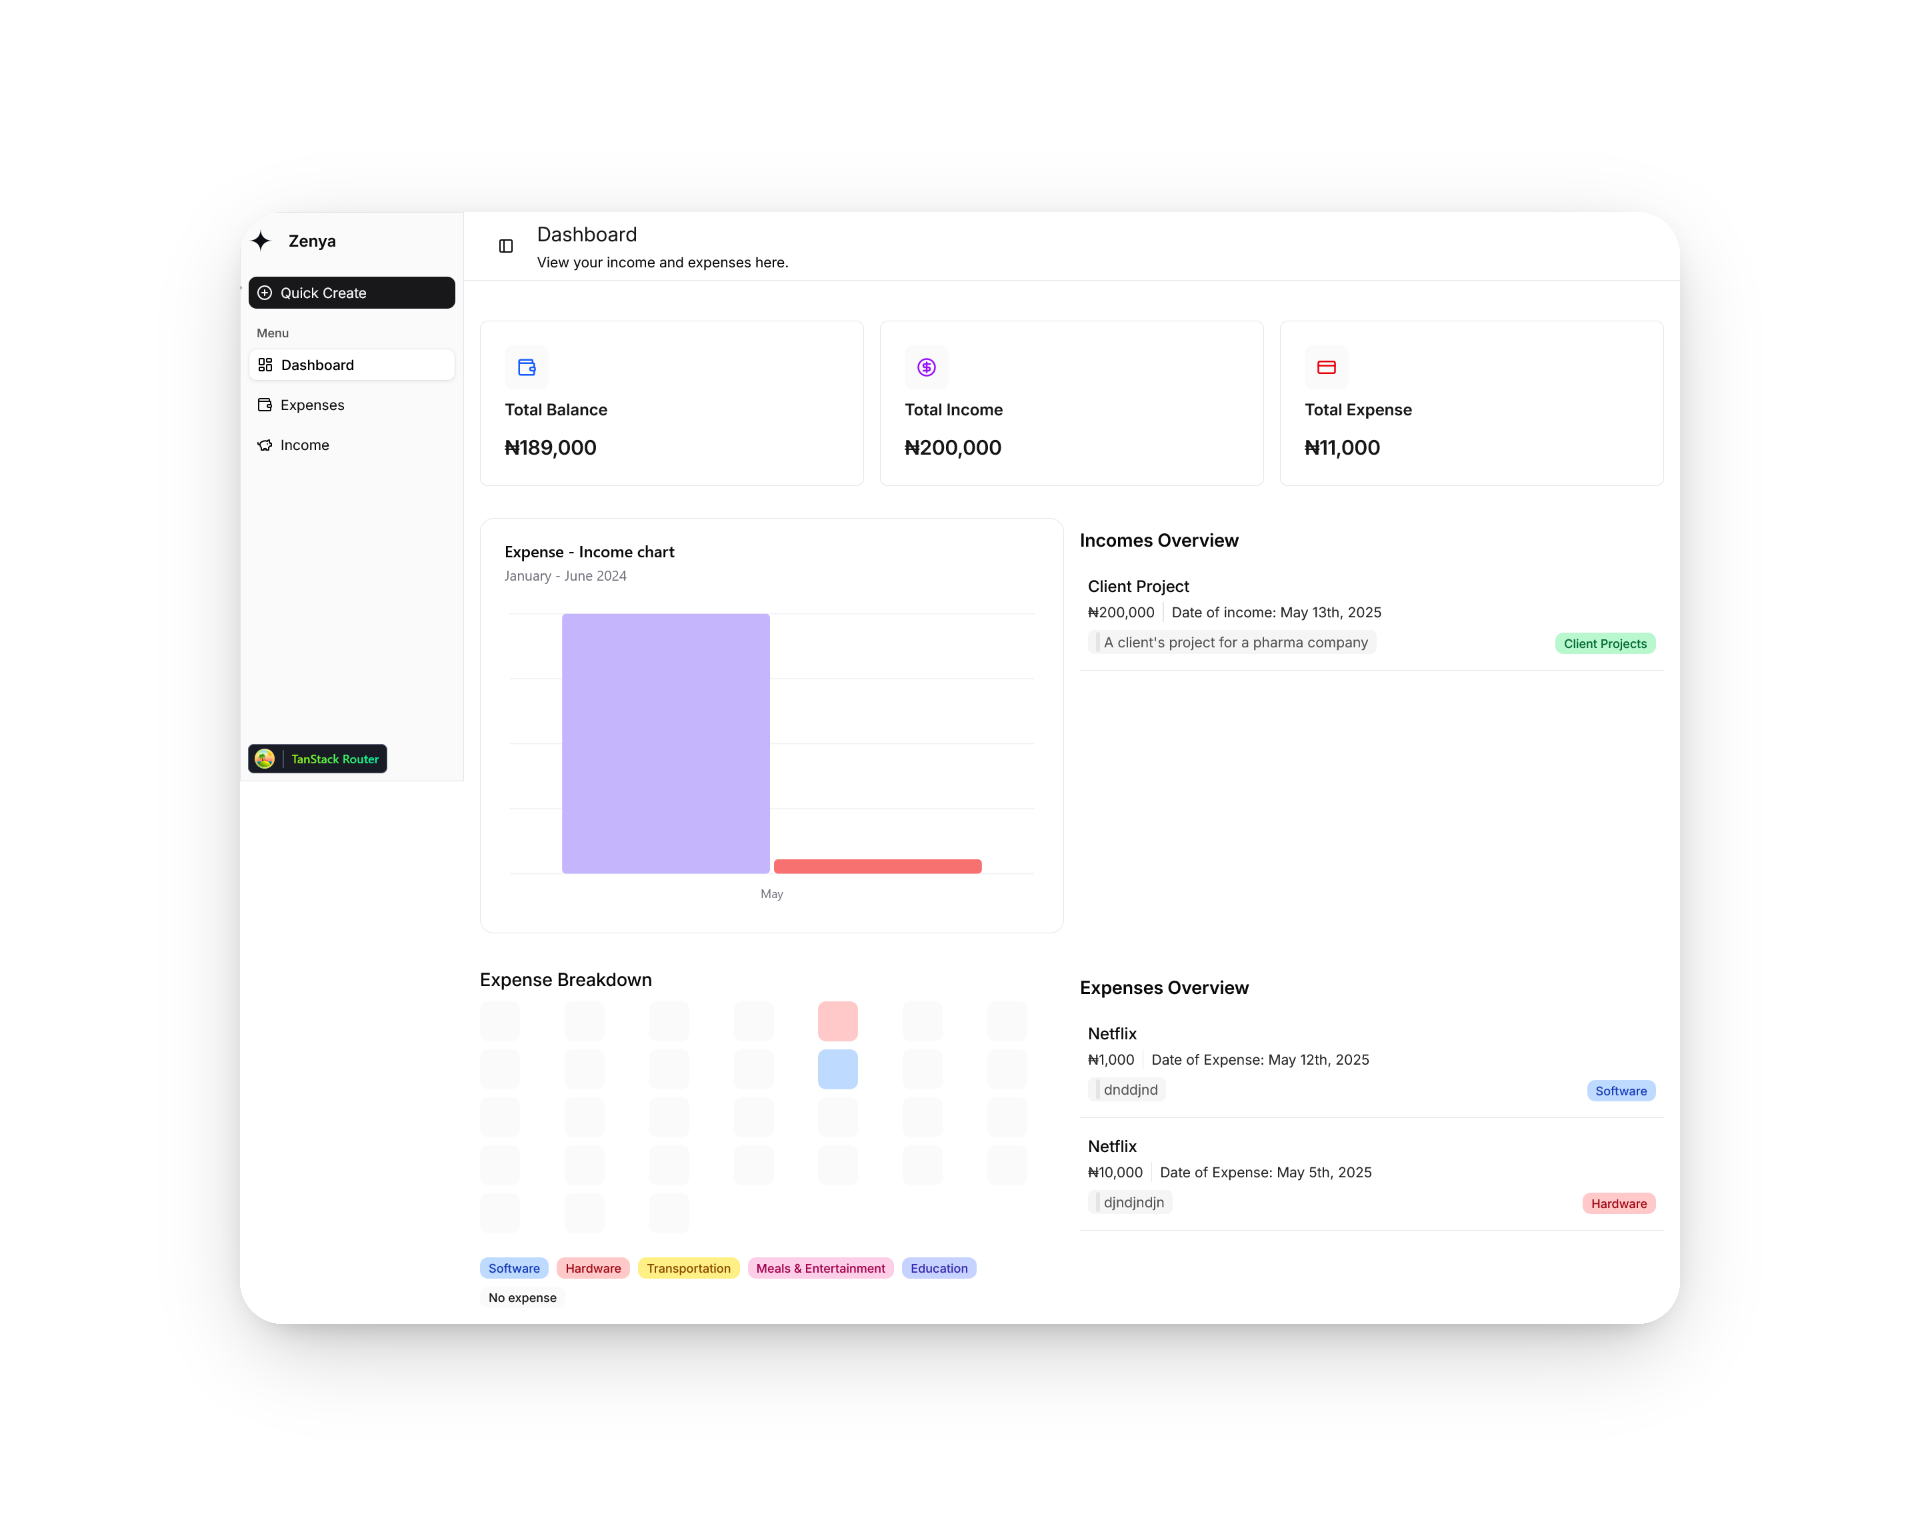 Zenya
Quick Create
Menu
Dashboard
Expenses
Income
TanStack Router
Dashboard
View your income and expenses here.
Total Balance
₦189,000
Total Income
₦200,000
Total Expense
₦11,000
Expense - Income chart
January - June 2024
May
Incomes Overview
Client Project
₦200,000 Date of income: May 13th, 2025
A client's project for a pharma company
Client Projects
Expense Breakdown
Software Hardware Transportation Meals & Entertainment Education
No expense
Expenses Overview
Netflix
₦1,000 Date of Expense: May 12th, 2025
dnddjnd
Software
Netflix
₦10,000 Date of Expense: May 5th, 2025
djndjndjn
Hardware